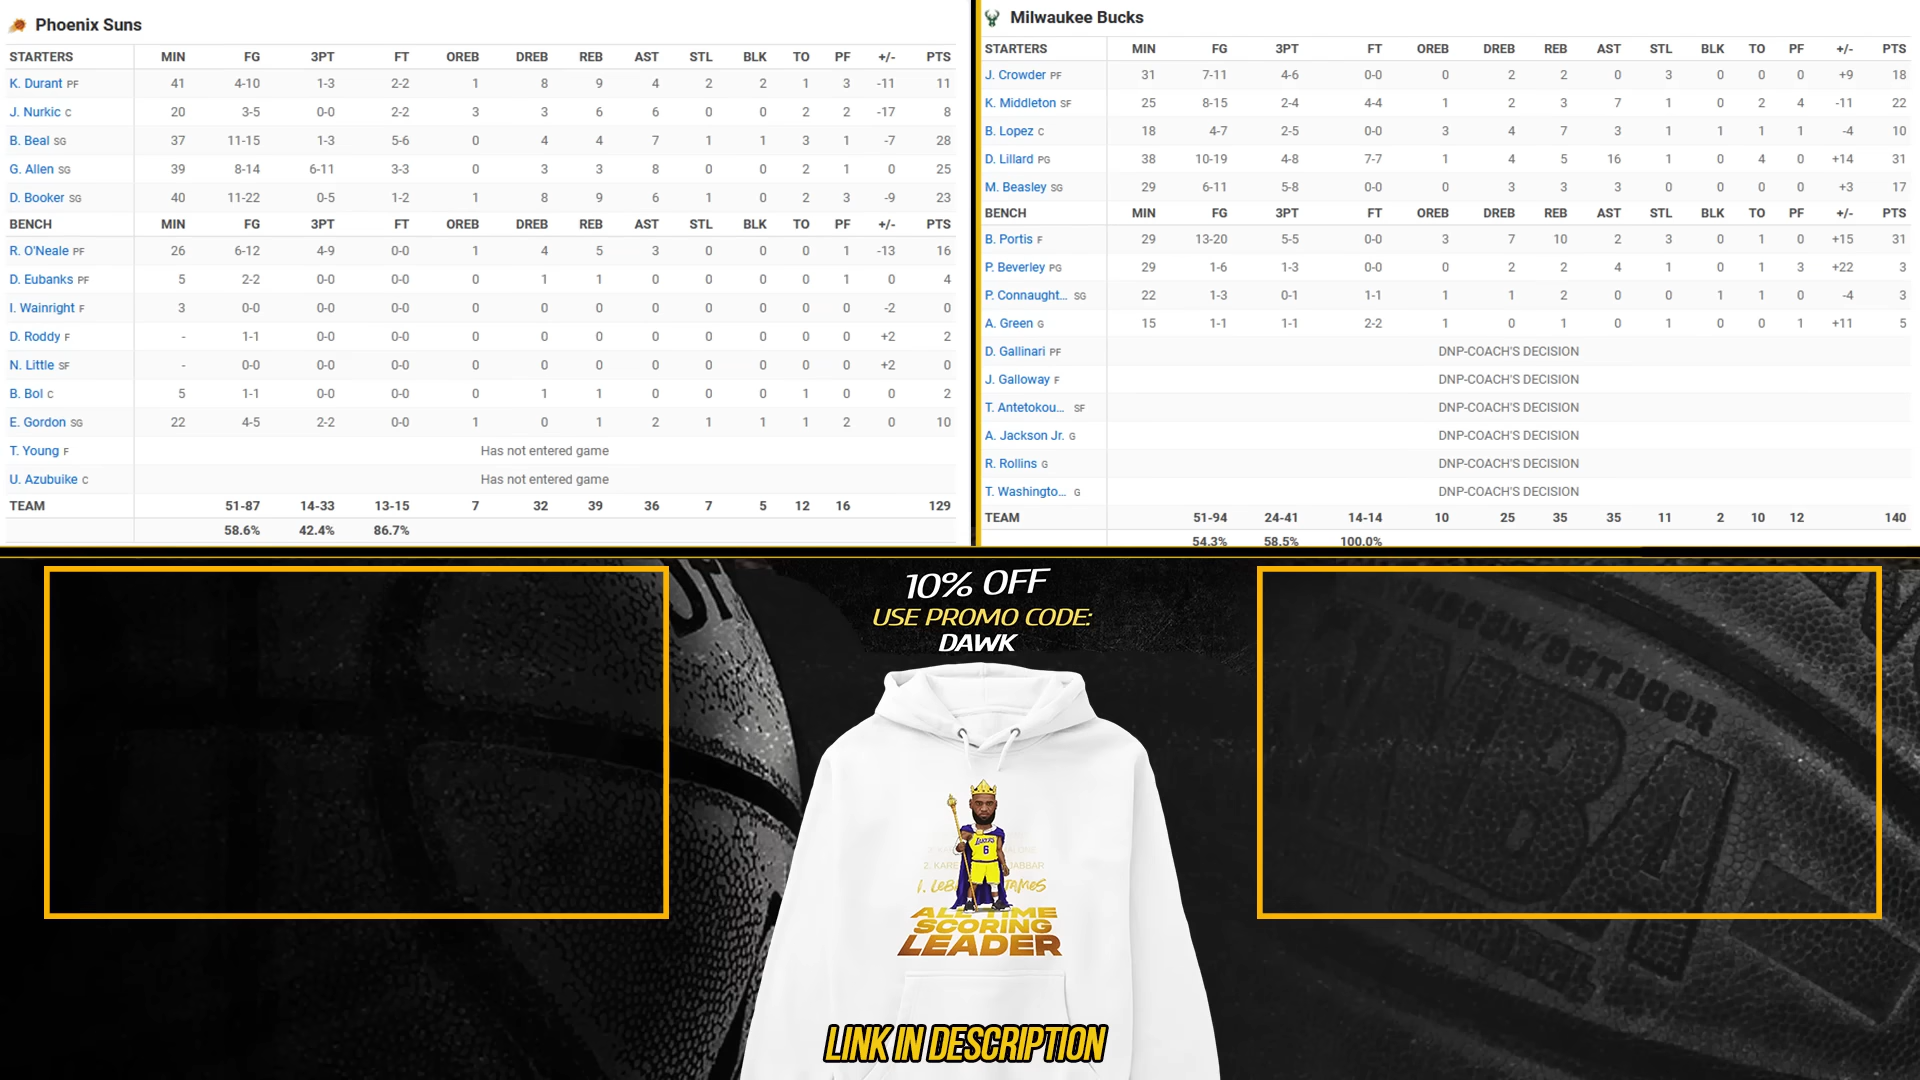 Phoenix Suns
STARTERS MIN FG 3PT FT OREB DREB REB AST STL BLK TO PF +/- PTS
K. Durant PF 41 4-10 1-3 2-2 1 8 9 4 2 2 1 3 -11 11
J. Nurkic C 20 3-5 0-0 2-2 3 3 6 6 0 0 2 2 -17 8
B. Beal SG 37 11-15 1-3 5-6 0 4 4 7 1 1 3 1 -7 28
G. Allen SG 39 8-14 6-11 3-3 0 3 3 8 0 0 2 1 0 25
D. Booker SG 40 11-22 0-5 1-2 1 8 9 6 1 0 2 3 -9 23
BENCH MIN FG 3PT FT OREB DREB REB AST STL BLK TO PF +/- PTS
R. O'Neale PF 26 6-12 4-9 0-0 1 4 5 3 0 0 0 1 -13 16
D. Eubanks PF 5 2-2 0-0 0-0 0 1 1 0 0 0 0 1 0 4
I. Wainright F 3 0-0 0-0 0-0 0 0 0 0 0 0 0 0 -2 0
D. Roddy F - 1-1 0-0 0-0 0 0 0 0 0 0 0 0 +2 2
N. Little SF - 0-0 0-0 0-0 0 0 0 0 0 0 0 0 +2 0
B. Bol C 5 1-1 0-0 0-0 0 1 1 0 0 0 1 0 0 2
E. Gordon SG 22 4-5 2-2 0-0 1 0 1 2 1 1 1 2 0 10
T. Young F Has not entered game
U. Azubuike C Has not entered game
TEAM 51-87 14-33 13-15 7 32 39 36 7 5 12 16 129
58.6% 42.4% 86.7%
Milwaukee Bucks
STARTERS MIN FG 3PT FT OREB DREB REB AST STL BLK TO PF +/- PTS
J. Crowder PF 31 7-11 4-6 0-0 0 2 2 0 3 0 0 0 +9 18
K. Middleton SF 25 8-15 2-4 4-4 1 2 3 7 1 0 2 4 -11 22
B. Lopez C 18 4-7 2-5 0-0 3 4 7 3 1 1 1 1 -4 10
D. Lillard PG 38 10-19 4-8 7-7 1 4 5 16 1 0 4 0 +14 31
M. Beasley SG 29 6-11 5-8 0-0 0 3 3 3 0 0 0 0 +3 17
BENCH MIN FG 3PT FT OREB DREB REB AST STL BLK TO PF +/- PTS
B. Portis F 29 13-20 5-5 0-0 3 7 10 2 3 0 1 0 +15 31
P. Beverley PG 29 1-6 1-3 0-0 0 2 2 4 1 0 1 3 +22 3
P. Connaught... SG 22 1-3 0-1 1-1 1 1 2 0 0 1 1 0 -4 3
A. Green G 15 1-1 1-1 2-2 1 0 1 0 1 0 0 1 +11 5
D. Gallinari PF DNP-COACH'S DECISION
J. Galloway F DNP-COACH'S DECISION
T. Antetokou... SF DNP-COACH'S DECISION
A. Jackson Jr. G DNP-COACH'S DECISION
R. Rollins G DNP-COACH'S DECISION
T. Washingto... G DNP-COACH'S DECISION
TEAM 51-94 24-41 14-14 10 25 35 35 11 2 10 12 140
54.3% 58.5% 100.0%
10% OFF
USE PROMO CODE:
DAWK
LAKERS
6
2. KARE JABBAR
1. LEB JAMES
ALL TIME
SCORING
LEADER
LINK IN DESCRIPTION
INDOOR/OUTDOOR
NBA